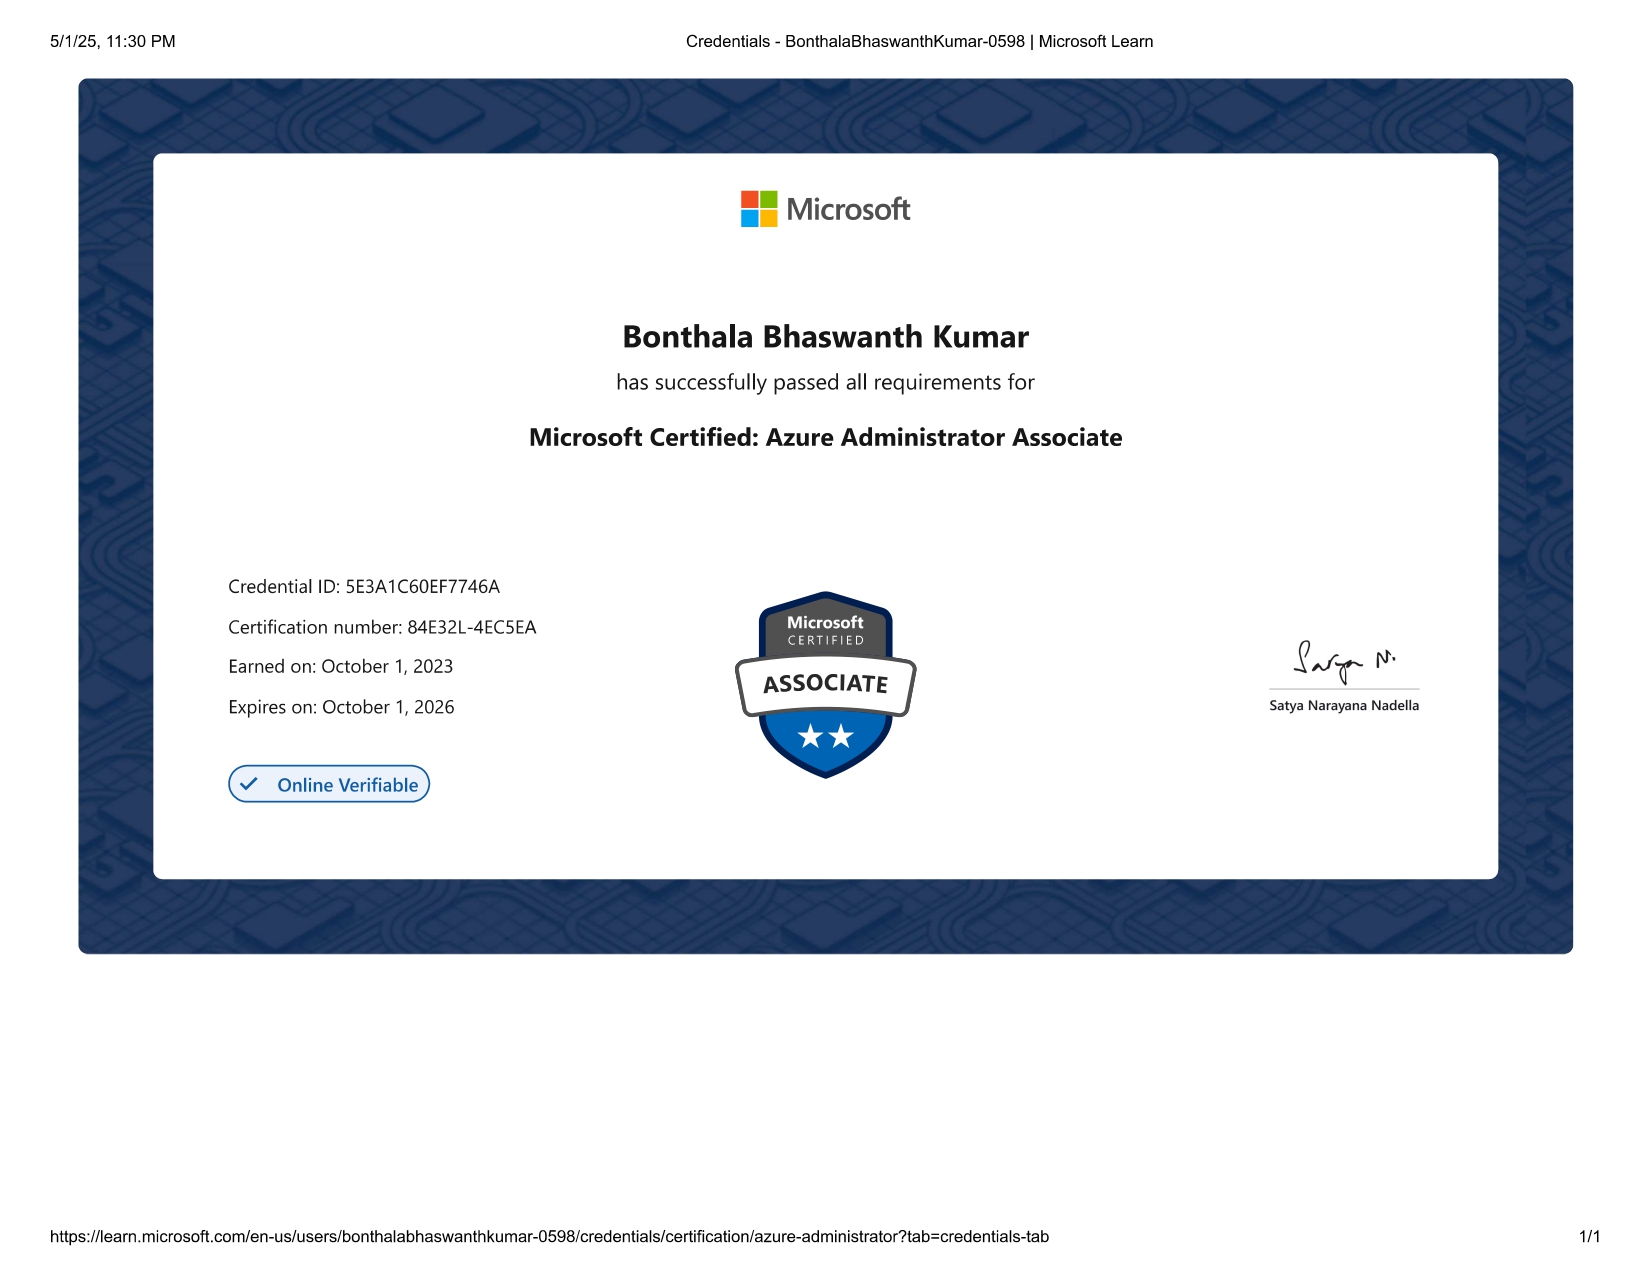 5/1/25, 11:30 PM
Credentials - BonthalaBhaswanthKumar-0598 | Microsoft Learn
Microsoft
Bonthala Bhaswanth Kumar
has successfully passed all requirements for
Microsoft Certified: Azure Administrator Associate
Credential ID: 5E3A1C60EF7746A
Certification number: 84E32L-4EC5EA
Earned on: October 1, 2023
Expires on: October 1, 2026
Online Verifiable
Microsoft
CERTIFIED
ASSOCIATE
Satya N.
Satya Narayana Nadella
https://learn.microsoft.com/en-us/users/bonthalabhaswanthkumar-0598/credentials/certification/azure-administrator?tab=credentials-tab
1/1